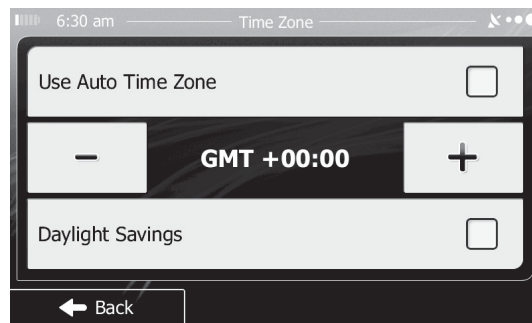 6:30 am Time Zone
Use Auto Time Zone
− GMT +00:00 +
Daylight Savings
Back